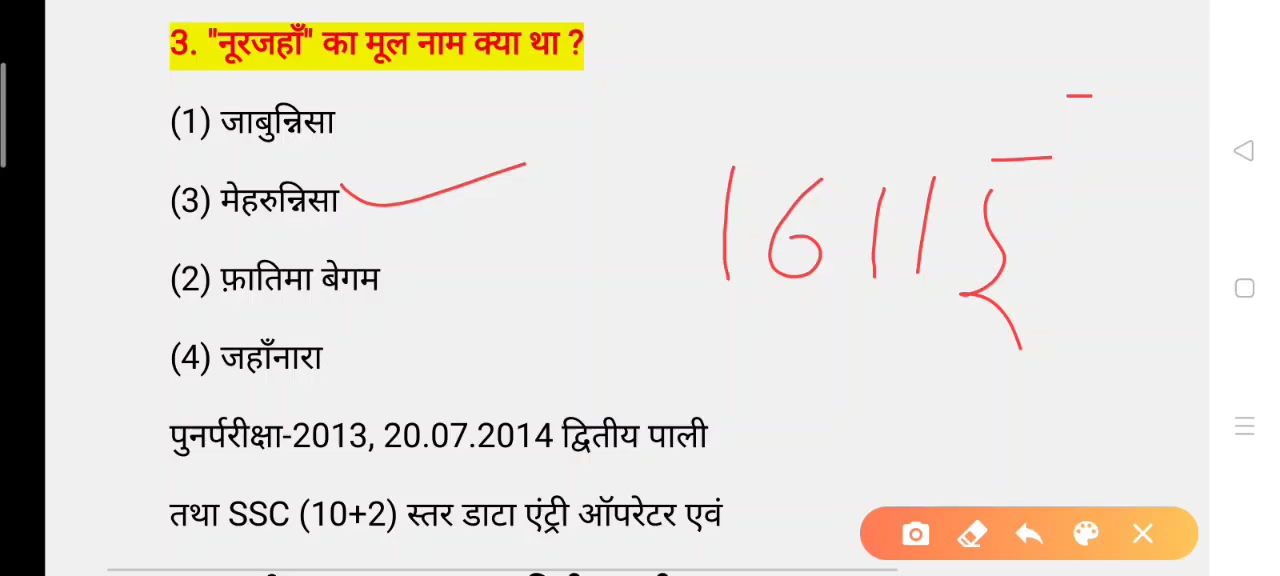 3. "नूरजहाँ" का मूल नाम क्या था ?
(1) जाबुन्निसा
(3) मेहरुन्निसा
1611ई
(2) फ़ातिमा बेगम
(4) जहाँनारा
पुनर्परीक्षा-2013, 20.07.2014 द्वितीय पाली
तथा SSC (10+2) स्तर डाटा एंट्री ऑपरेटर एवं